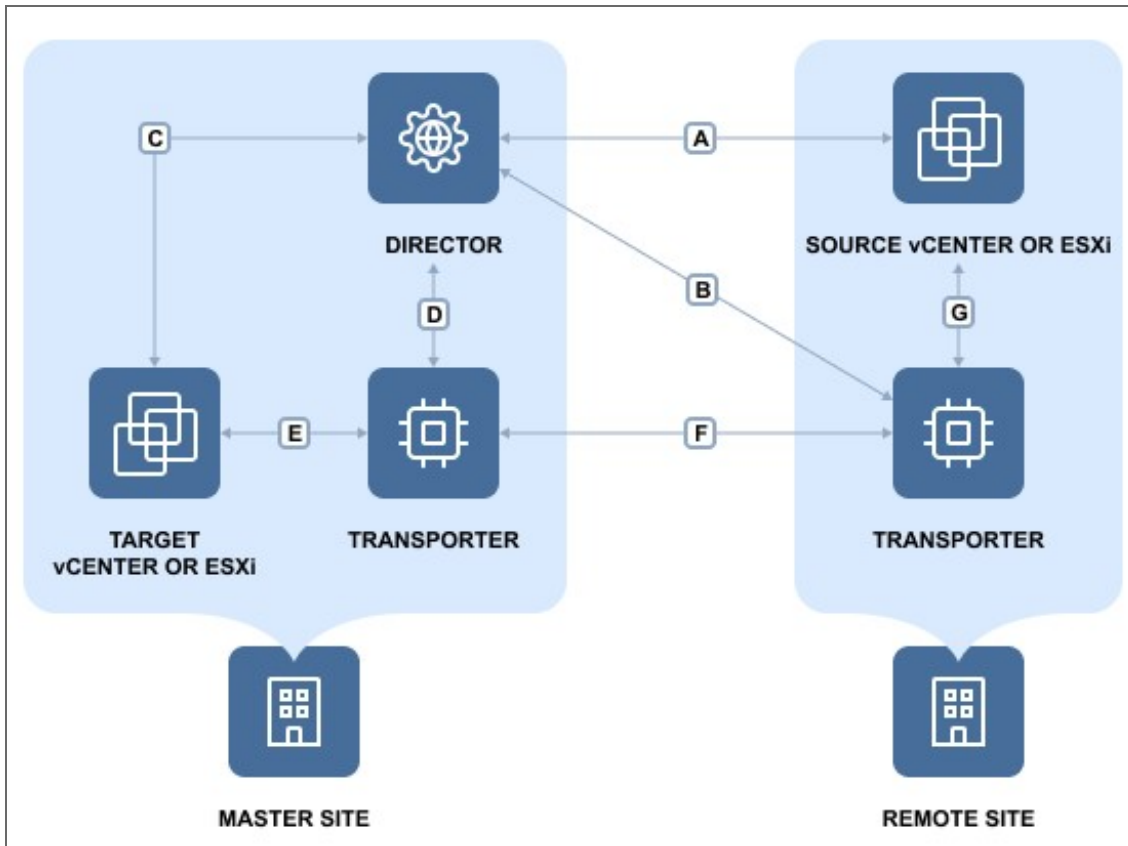 C
A
DIRECTOR
SOURCE vCENTER OR ESXi
B
D
G
E
F
TARGET
vCENTER OR ESXi
TRANSPORTER
TRANSPORTER
MASTER SITE
REMOTE SITE